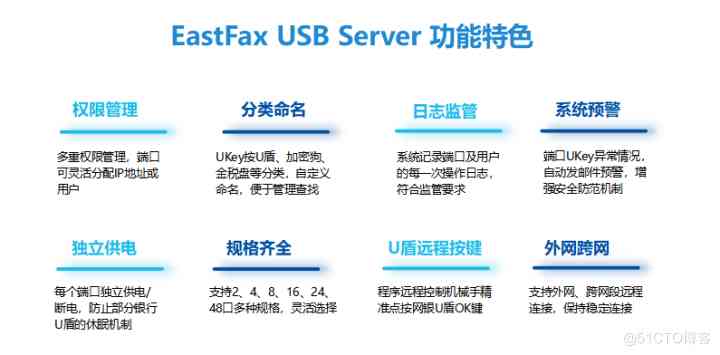 EastFax USB Server 功能特色
权限管理
多重权限管理，端口
可灵活分配IP地址或
用户
分类命名
UKey按U盾、加密狗、
金税盘等分类，自定义
命名，便于管理查找
日志监管
系统记录端口及用户
的每一次操作日志，
符合监管要求
系统预警
端口UKey异常情况，
自动发邮件预警，增
强安全防范机制
独立供电
每个端口独立供电/
断电，防止部分银行
U盾的休眠机制
规格齐全
支持2、4、8、16、24、
48口多种规格，灵活选择
U盾远程按键
程序远程控制机械手精
准点按网银U盾OK键
外网跨网
支持外网、跨网段远程
连接，保持稳定连接
@51CTO博客